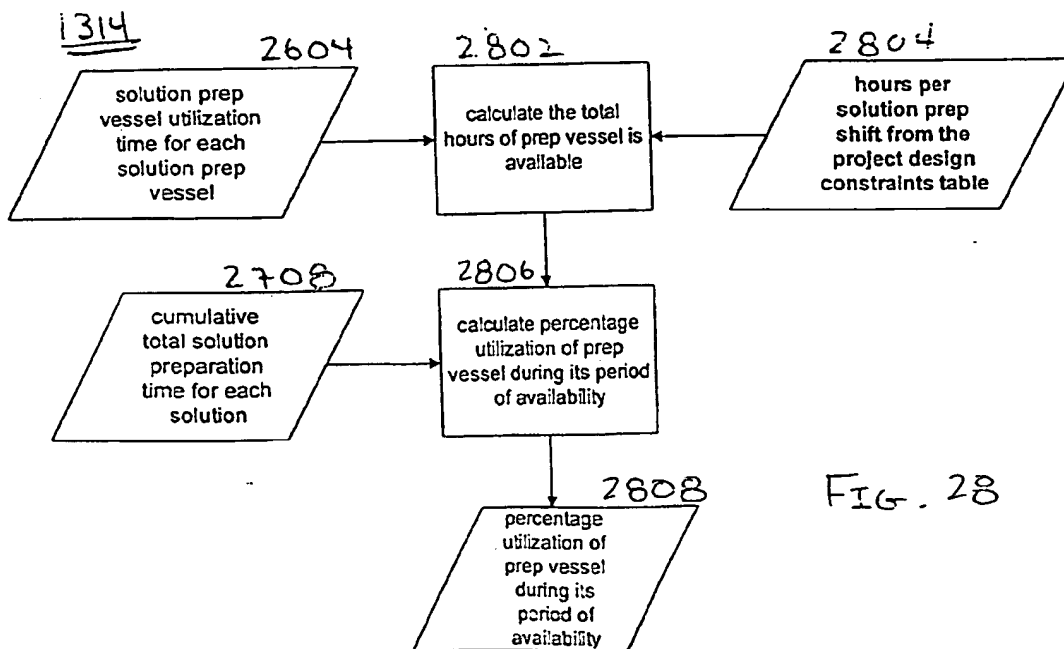 1314
2604
solution prep
vessel utilization
time for each
solution prep
vessel
2802
calculate the total
hours of prep vessel is
available
2804
hours per
solution prep
shift from the
project design
constraints table
2708
cumulative
total solution
preparation
time for each
solution
2806
calculate percentage
utilization of prep
vessel during its period
of availability
2808
percentage
utilization of
prep vessel
during its
period of
availability
FIG. 28